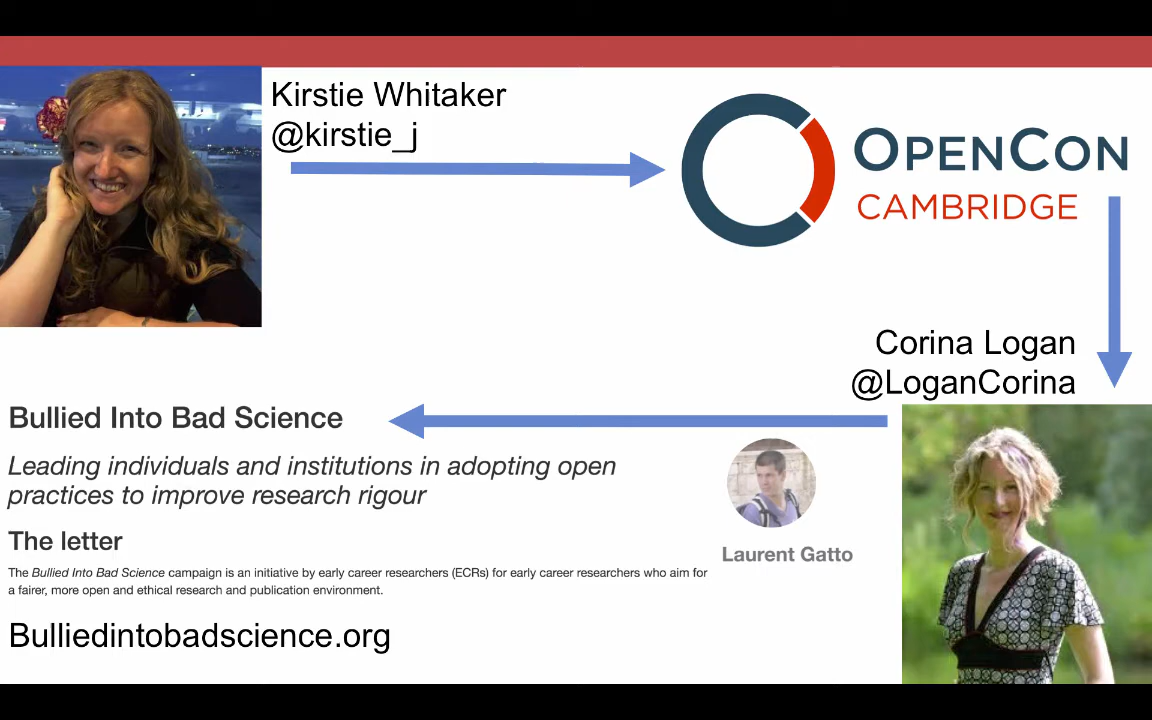 Kirstie Whitaker
@kirstie_j
OPENCON
CAMBRIDGE
Corina Logan
@LoganCorina
Bullied Into Bad Science
Leading individuals and institutions in adopting open
practices to improve research rigour
Laurent Gatto
The letter
The Bullied Into Bad Science campaign is an initiative by early career researchers (ECRs) for early career researchers who aim for
a fairer, more open and ethical research and publication environment.
Bulliedintobadscience.org